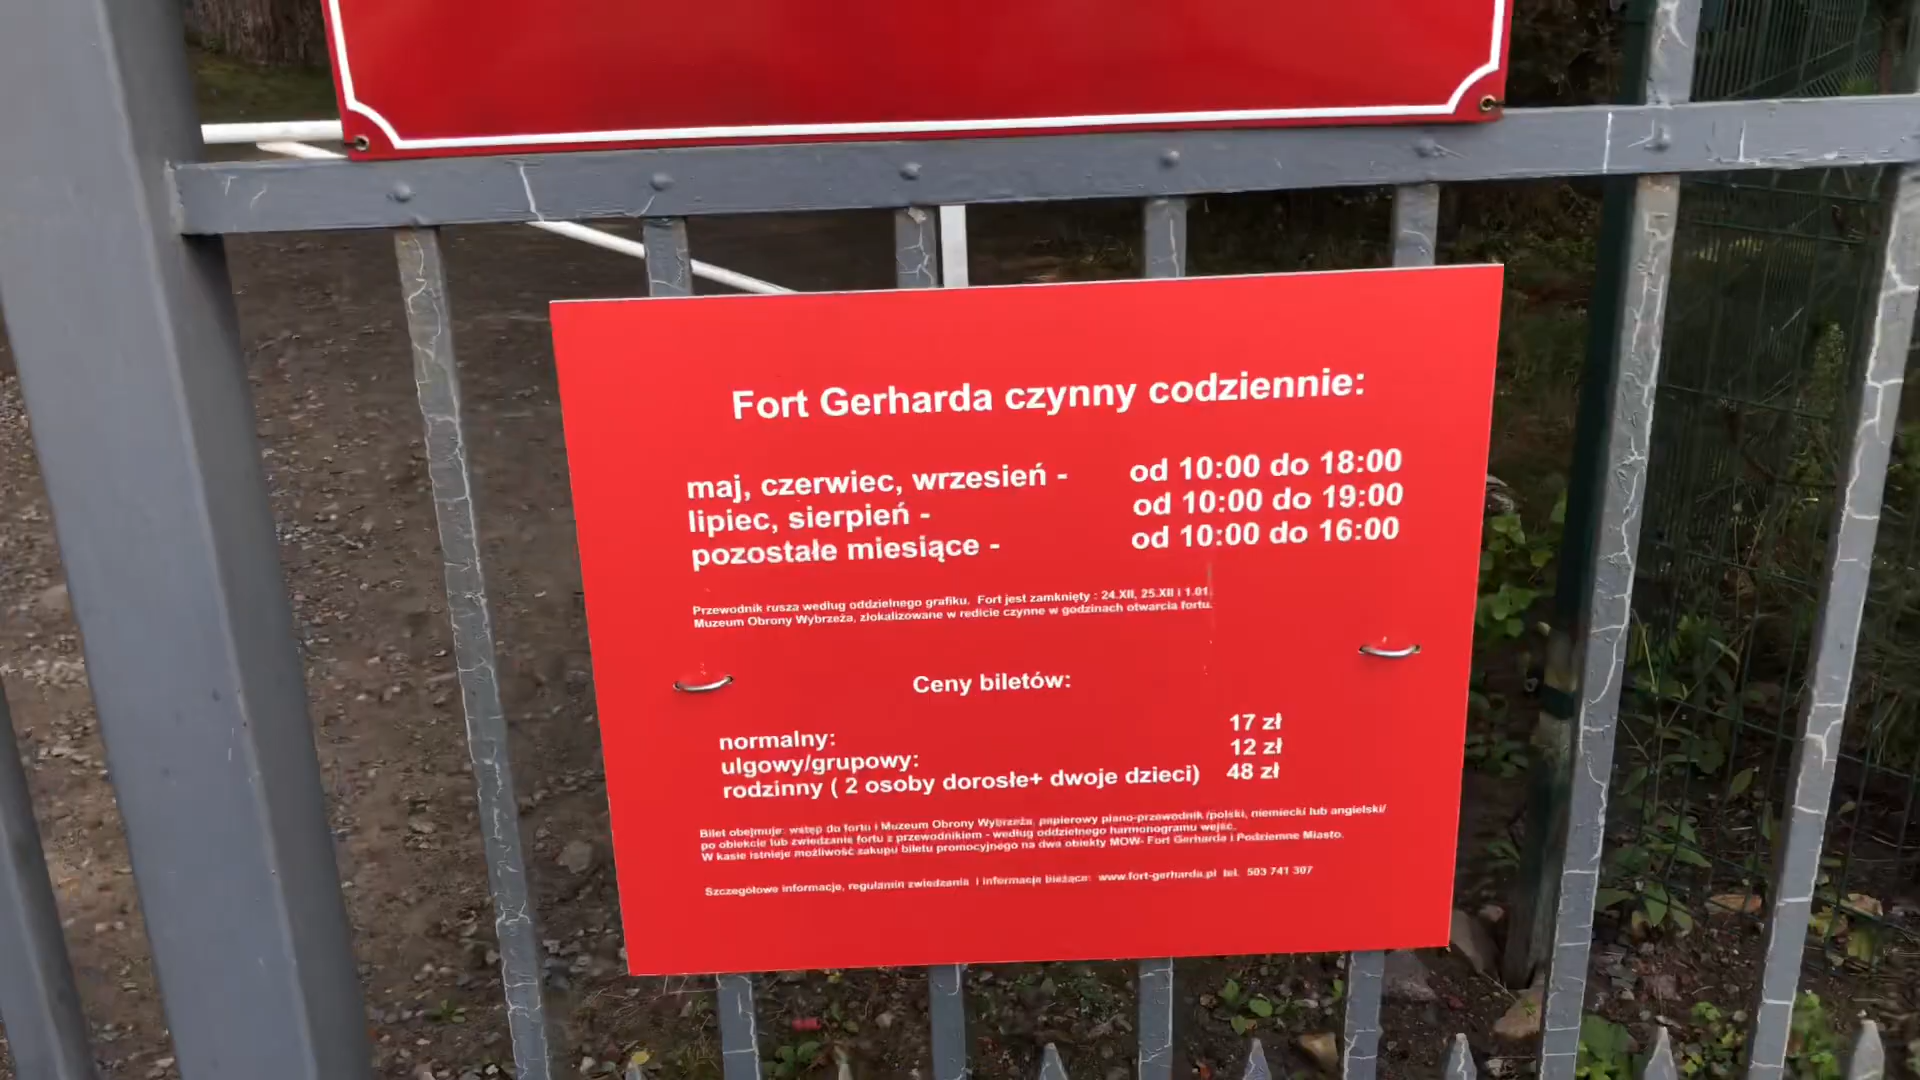 Fort Gerharda czynny codziennie:
maj, czerwiec, wrzesień - od 10:00 do 18:00
lipiec, sierpień - od 10:00 do 19:00
pozostałe miesiące - od 10:00 do 16:00
Przewodnik rusza według oddzielnego grafiku. Fort jest zamknięty : 24.XII, 25.XII i 1.01.
Muzeum Obrony Wybrzeża, zlokalizowane w redicie czynne w godzinach otwarcia fortu.
Ceny biletów:
normalny: 17 zł
ulgowy/grupowy: 12 zł
rodzinny ( 2 osoby dorosłe+ dwoje dzieci) 48 zł
Bilet obejmuje: wstęp do fortu i Muzeum Obrony Wybrzeża, papierowy plano-przewodnik /polski, niemiecki lub angielski/
po obiekcie lub zwiedzanie fortu z przewodnikiem - według oddzielnego harmonogramu wejść.
W kasie istnieje możliwość zakupu biletu promocyjnego na dwa obiekty MOW- Fort Gerharda i Podziemne Miasto.
Szczegółowe informacje, regulamin zwiedzania i informacje bieżące: www.fort-gerharda.pl tel. 503 741 307